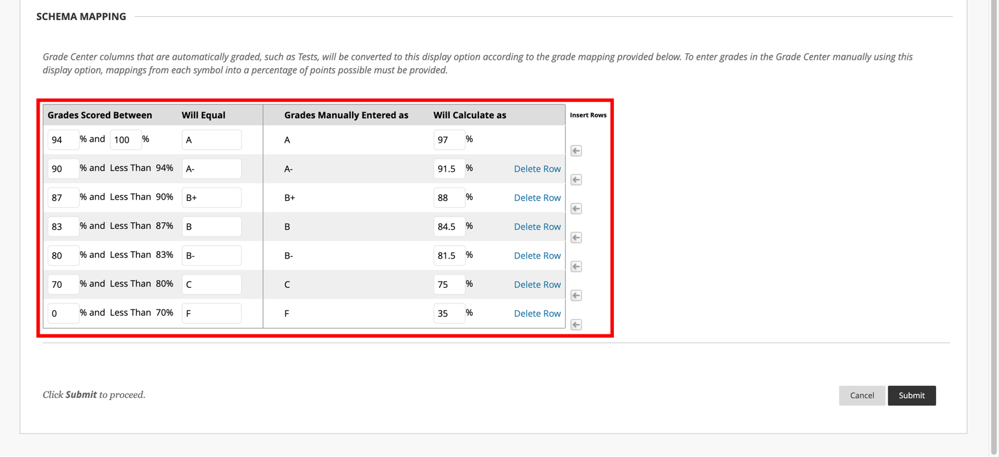 SCHEMA MAPPING
Grade Center columns that are automatically graded, such as Tests, will be converted to this display option according to the grade mapping provided below. To enter grades in the Grade Center manually using this
display option, mappings from each symbol into a percentage of points possible must be provided.
Grades Scored Between Will Equal Grades Manually Entered as Will Calculate as Insert Rows
94 % and 100 % A A 97 %
90 % and Less Than 94% A- A- 91.5 % Delete Row
87 % and Less Than 90% B+ B+ 88 % Delete Row
83 % and Less Than 87% B B 84.5 % Delete Row
80 % and Less Than 83% B- B- 81.5 % Delete Row
70 % and Less Than 80% C C 75 % Delete Row
0 % and Less Than 70% F F 35 % Delete Row
Click Submit to proceed. Cancel Submit